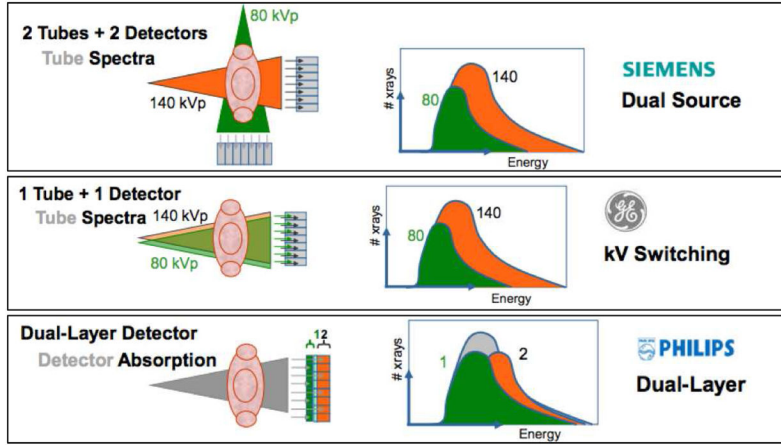 2 Tubes + 2 Detectors
Tube Spectra
80 kVp
140 kVp
# xrays
80
140
Energy
SIEMENS
Dual Source
1 Tube + 1 Detector
Tube Spectra
140 kVp
80 kVp
# xrays
80
140
Energy
GE
kV Switching
Dual-Layer Detector
Detector Absorption
12
# xrays
1
2
Energy
PHILIPS
Dual-Layer